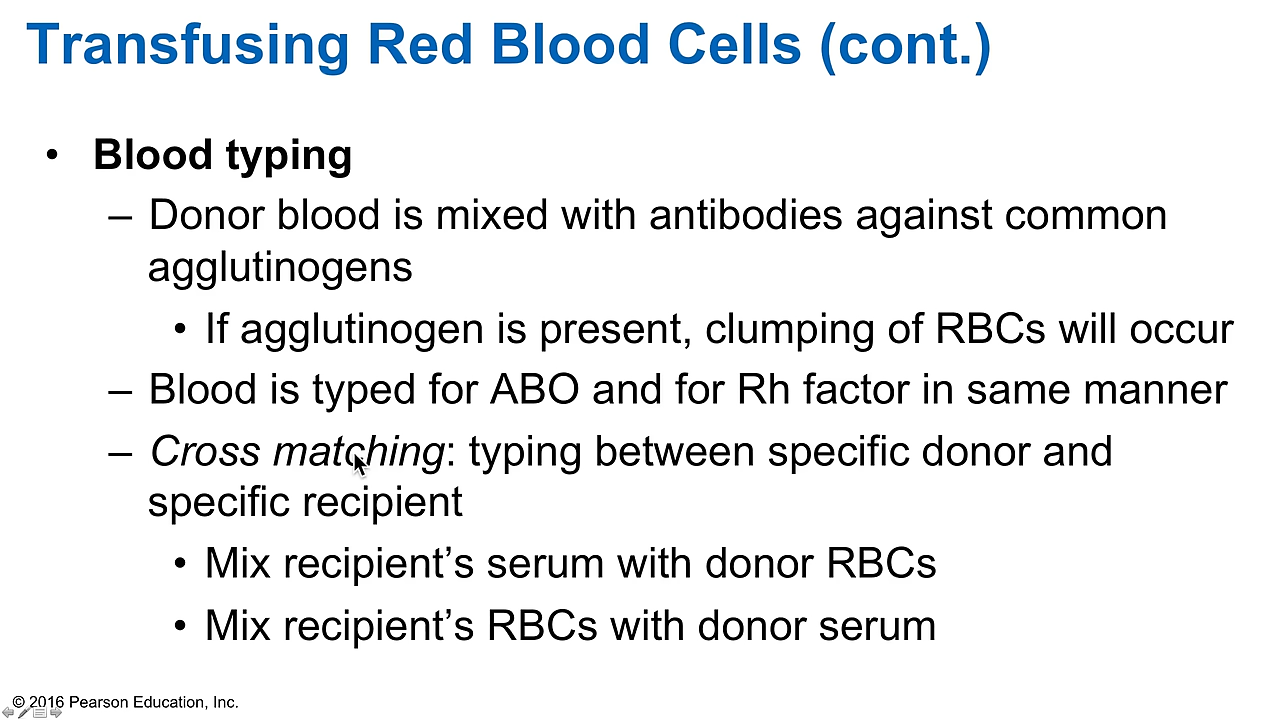 Transfusing Red Blood Cells (cont.)
• Blood typing
– Donor blood is mixed with antibodies against common
agglutinogens
• If agglutinogen is present, clumping of RBCs will occur
– Blood is typed for ABO and for Rh factor in same manner
– Cross matching: typing between specific donor and
specific recipient
• Mix recipient’s serum with donor RBCs
• Mix recipient’s RBCs with donor serum
© 2016 Pearson Education, Inc.